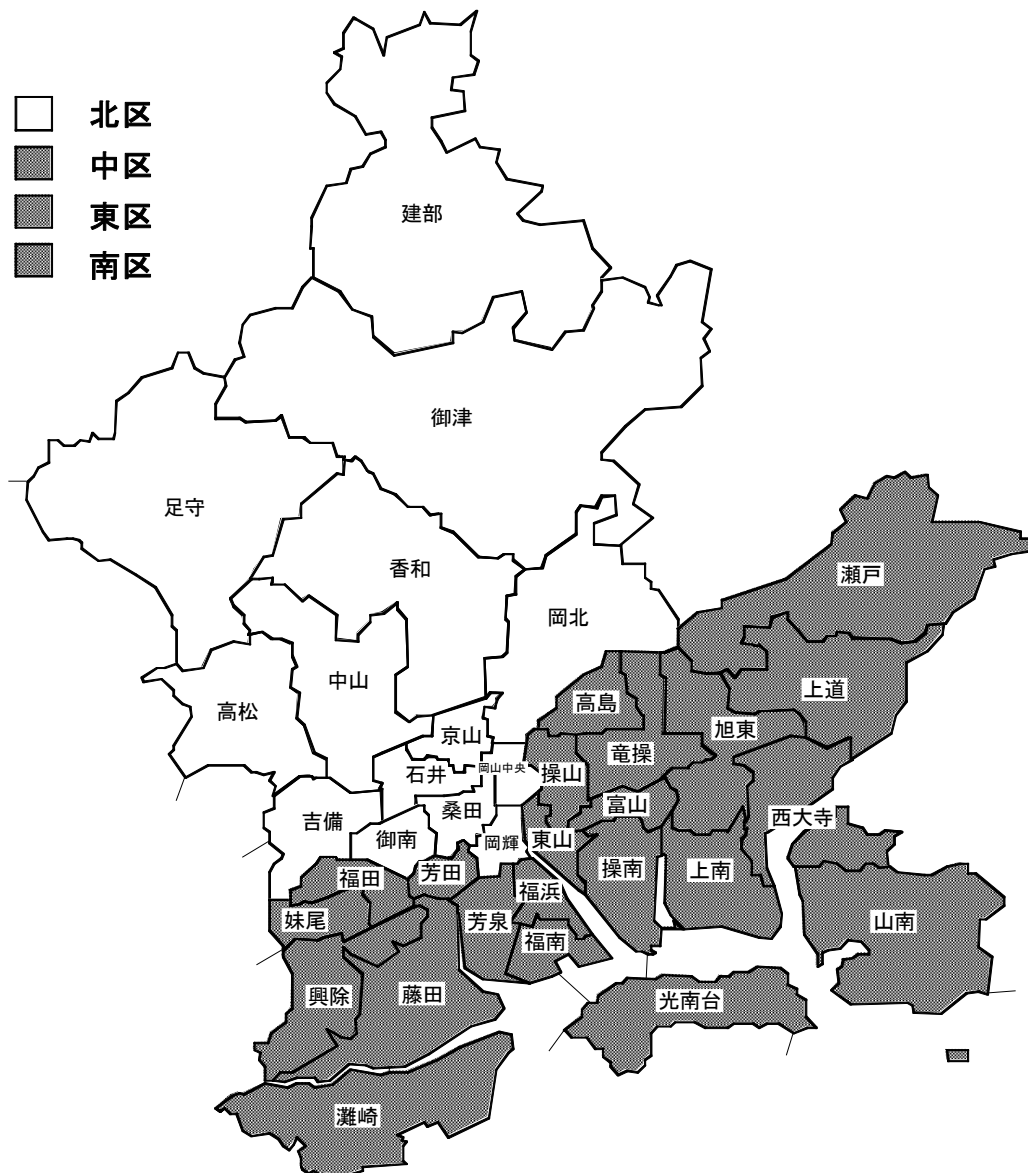 北区
中区
東区
南区
建部
御津
足守
香和
瀬戸
岡北
中山
上道
高島
高松
旭東
京山
竜操
岡山中央
石井
操山
富山
桑田
西大寺
吉備
御南
岡輝
東山
操南
上南
芳田
福田
福浜
妹尾
芳泉
山南
福南
興除
藤田
光南台
灘崎